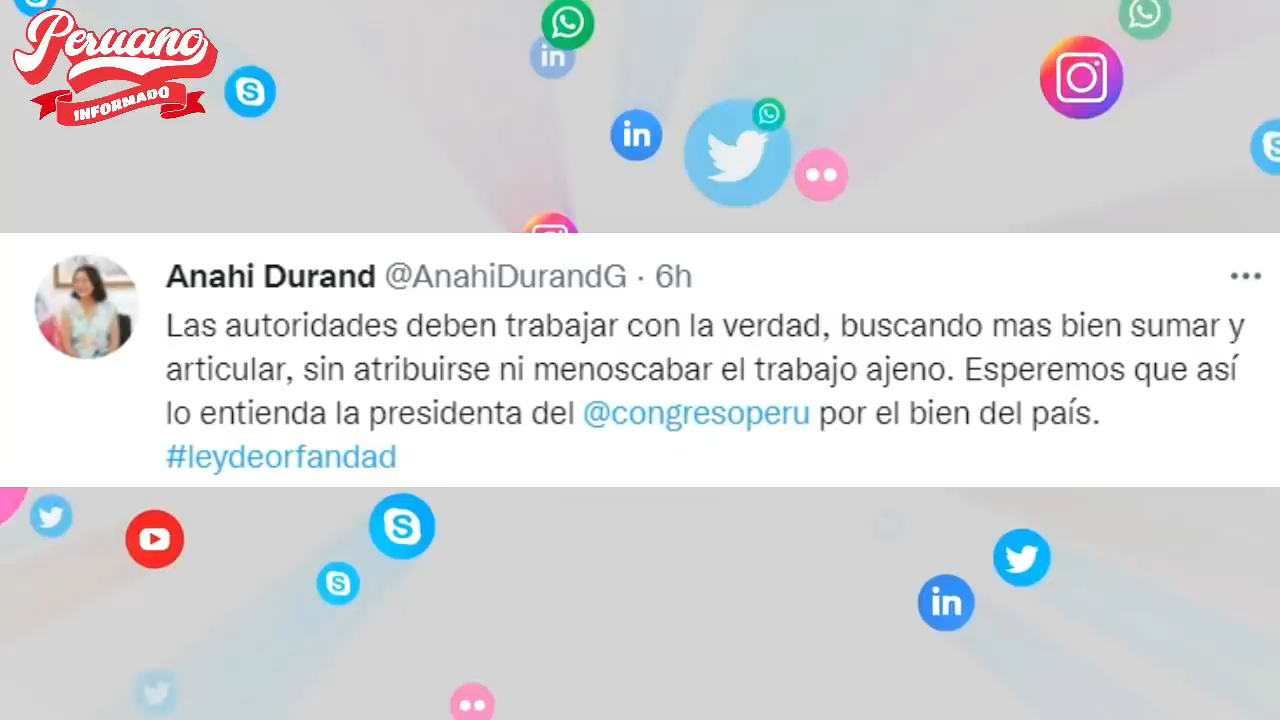 Peruano
INFORMADO
Anahi Durand @AnahiDurandG · 6h
Las autoridades deben trabajar con la verdad, buscando mas bien sumar y
articular, sin atribuirse ni menoscabar el trabajo ajeno. Esperemos que así
lo entienda la presidenta del @congresoperu por el bien del país.
#leydeorfandad